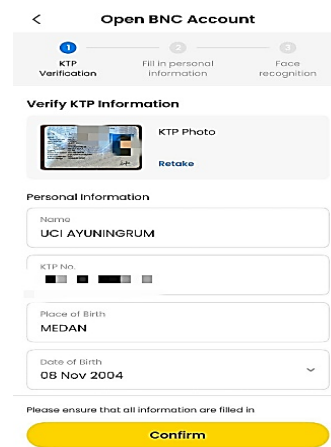 Open BNC Account
1 2 3
KTP Verification
Fill in personal information
Face recognition
Verify KTP Information
KTP Photo
Retake
Personal Information
Name
UCI AYUNINGRUM
KTP No.
Place of Birth
MEDAN
Date of Birth
08 Nov 2004
Please ensure that all information are filled in
Confirm